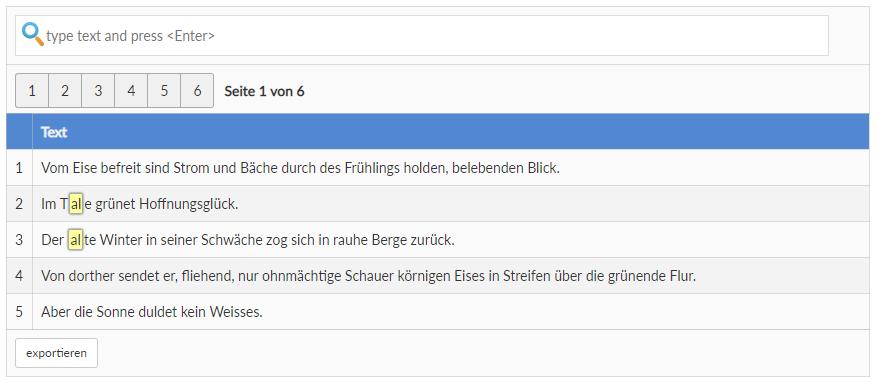 type text and press <Enter>
1 2 3 4 5 6 Seite 1 von 6
Text
1 Vom Eise befreit sind Strom und Bäche durch des Frühlings holden, belebenden Blick.
2 Im Tale grünet Hoffnungsglück.
3 Der alte Winter in seiner Schwäche zog sich in rauhe Berge zurück.
4 Von dorther sendet er, fliehend, nur ohnmächtige Schauer körnigen Eises in Streifen über die grünende Flur.
5 Aber die Sonne duldet kein Weisses.
exportieren